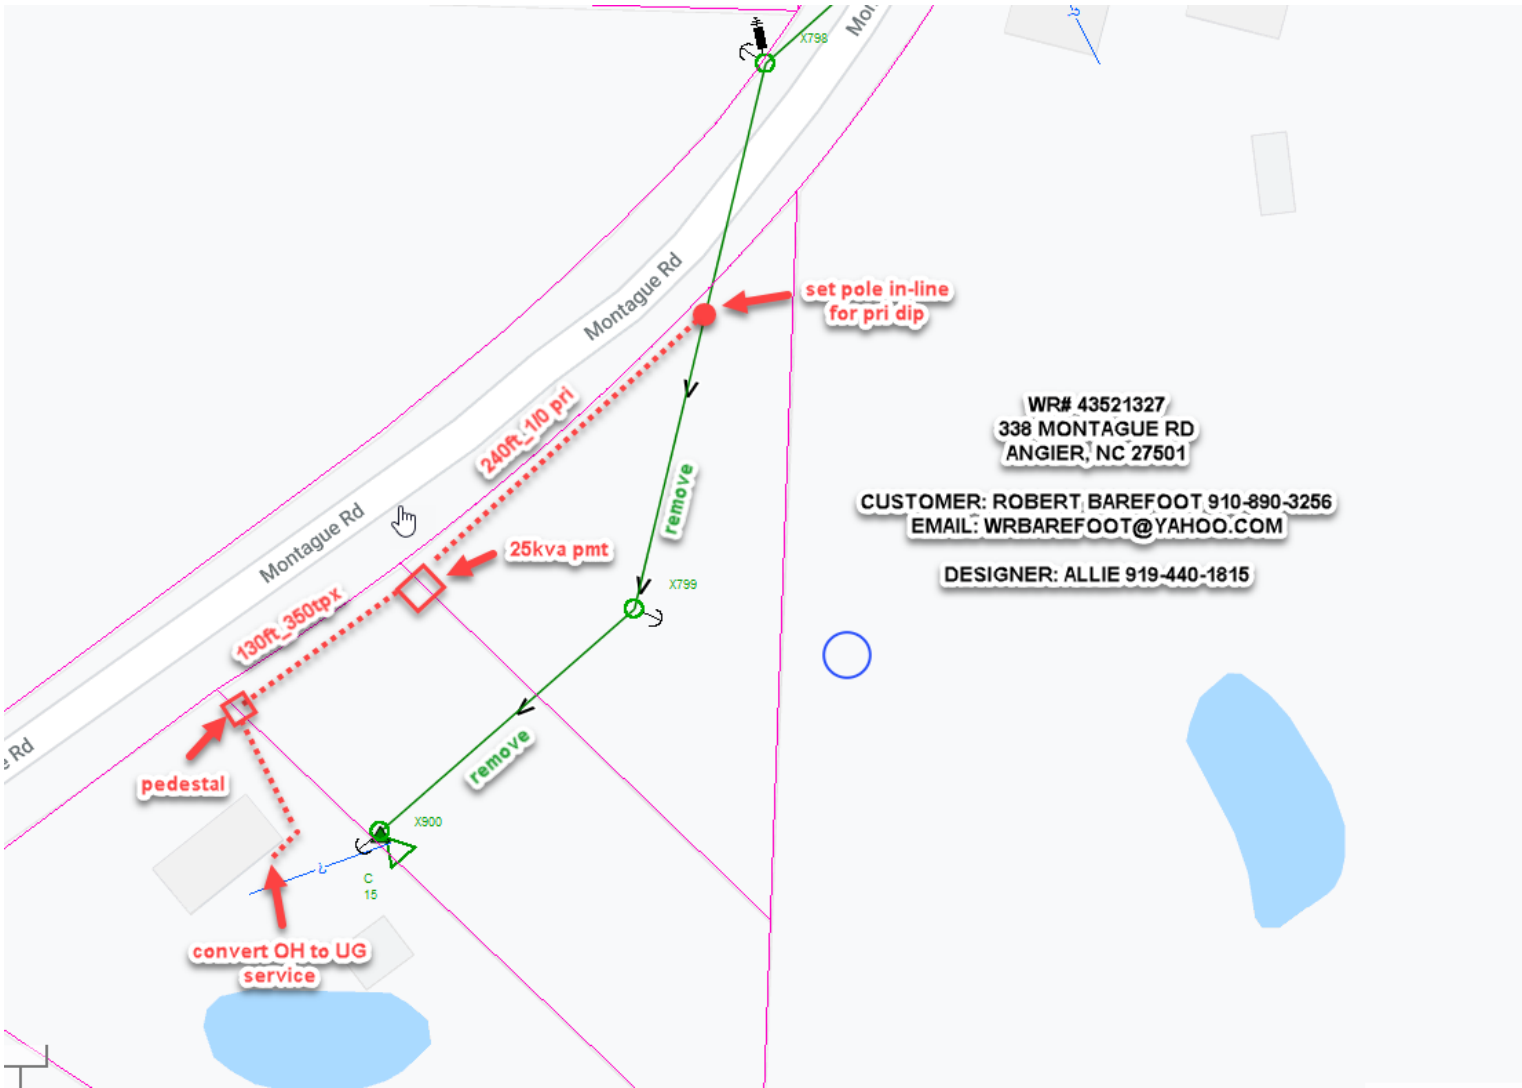 Mon
X798
Montague Rd
set pole in-line
for pri dip
240ft_1/0 pri
WR# 43521327
338 MONTAGUE RD
ANGIER, NC 27501
CUSTOMER: ROBERT BAREFOOT 910-890-3256
EMAIL: WRBAREFOOT@YAHOO.COM
DESIGNER: ALLIE 919-440-1815
remove
Montague Rd
25kva pmt
X799
130ft_350tpx
e Rd
remove
pedestal
X900
C
15
convert OH to UG
service